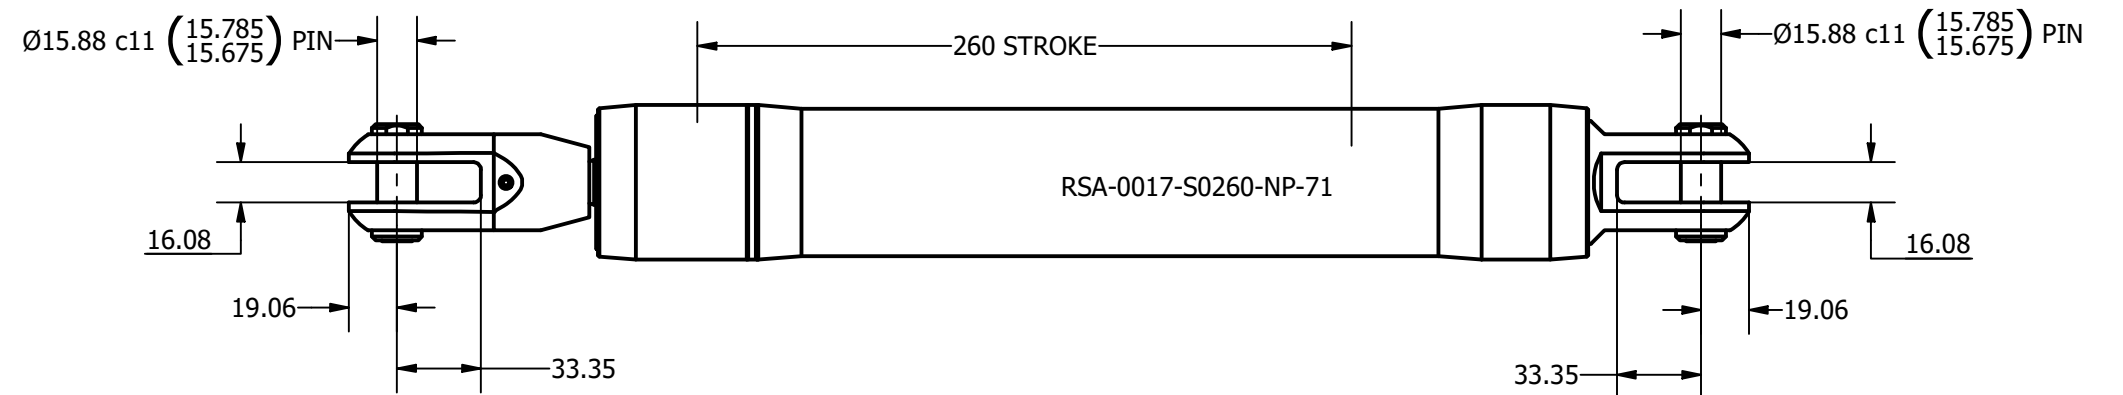 Ø15.88 c11 (15.785
15.675) PIN
260 STROKE
Ø15.88 c11 (15.785
15.675) PIN
RSA-0017-S0260-NP-71
16.08
16.08
19.06
19.06
33.35
33.35